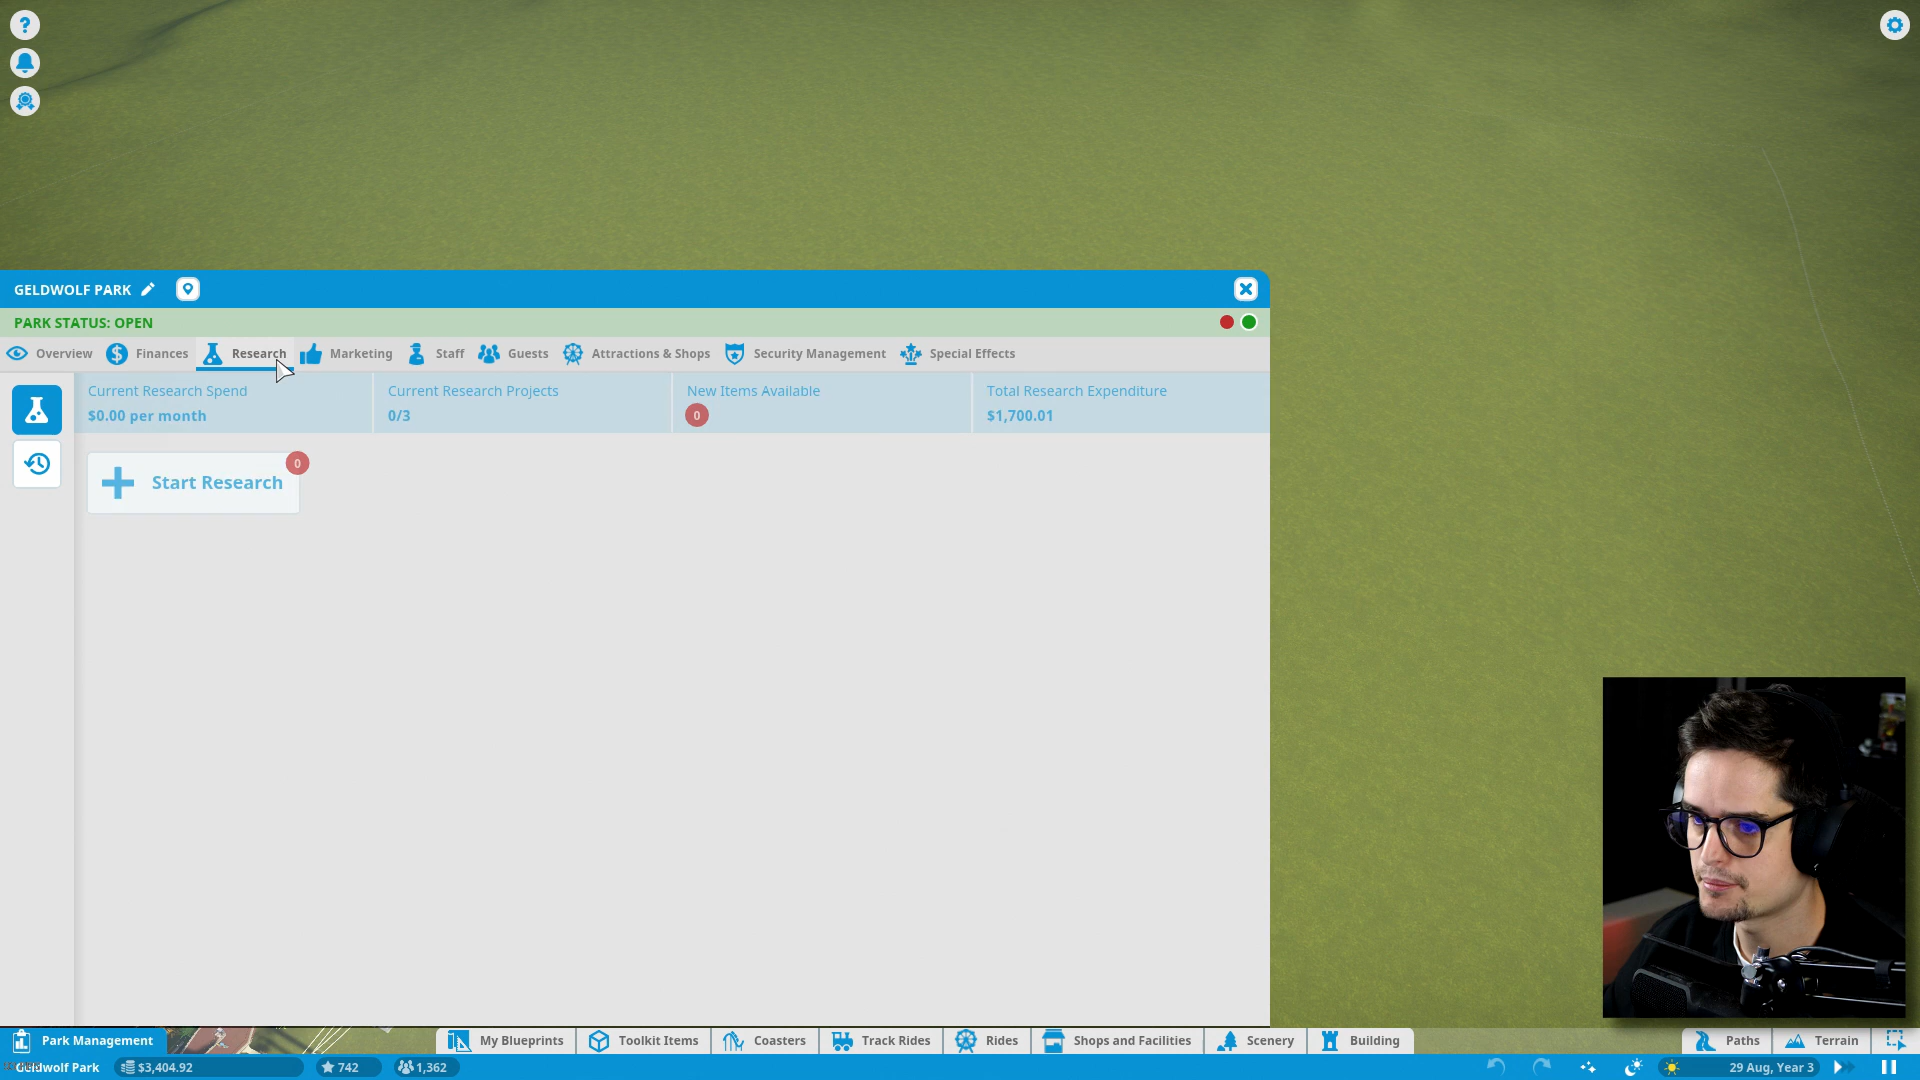 ?
GELDWOLF PARK
PARK STATUS: OPEN
Overview
Finances
Research
Marketing
Staff
Guests
Attractions & Shops
Security Management
Special Effects
Current Research Spend
$0.00 per month
Current Research Projects
0/3
New Items Available
0
Total Research Expenditure
$1,700.01
Start Research
0
Park Management
My Blueprints
Toolkit Items
Coasters
Track Rides
Rides
Shops and Facilities
Scenery
Building
Paths
Terrain
Geldwolf Park
$3,404.92
742
1,362
29 Aug, Year 3